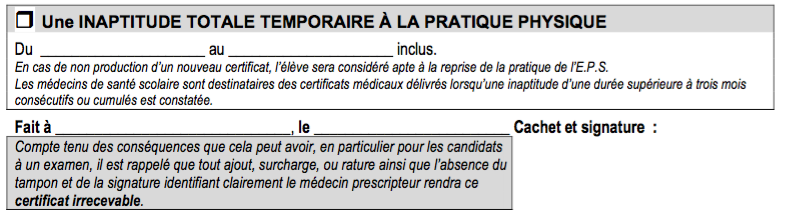 Une INAPTITUDE TOTALE TEMPORAIRE À LA PRATIQUE PHYSIQUE
Du ____________________ au ____________________ inclus.
En cas de non production d'un nouveau certificat, l'élève sera considéré apte à la reprise de la pratique de l'E.P.S.
Les médecins de santé scolaire sont destinataires des certificats médicaux délivrés lorsqu'une inaptitude d'une durée supérieure à trois mois
consécutifs ou cumulés est constatée.
Fait à ____________________________, le ________________________ Cachet et signature :
Compte tenu des conséquences que cela peut avoir, en particulier pour les candidats
à un examen, il est rappelé que tout ajout, surcharge, ou rature ainsi que l'absence du
tampon et de la signature identifiant clairement le médecin prescripteur rendra ce
certificat irrecevable.